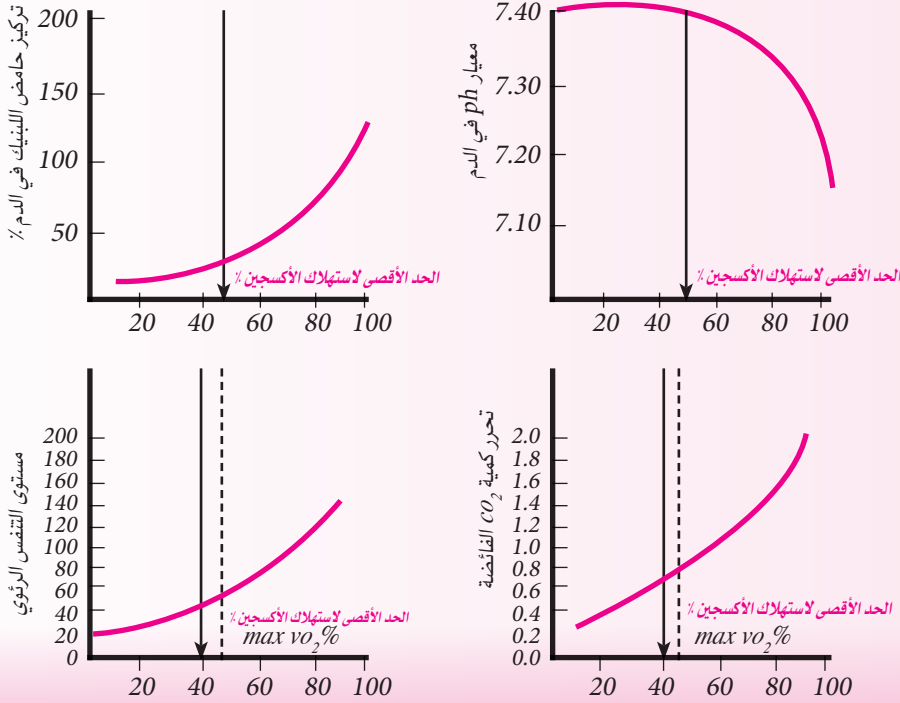 تركيز حامض اللبنيك في الدم %
200
150
100
50
الحد الأقصى لاستهلاك الأكسجين %
20 40 60 80 100
معيار ph في الدم
7.40
7.30
7.20
7.10
الحد الأقصى لاستهلاك الأكسجين %
20 40 60 80 100
مستوى التنفس الرئوي
200
180
160
140
120
100
80
60
40
20
0
الحد الأقصى لاستهلاك الأكسجين %
max vo₂%
20 40 60 80 100
تحرر كمية co₂ الفائضة
2.0
1.8
1.6
1.4
1.2
1.0
0.8
0.6
0.4
0.2
0.0
الحد الأقصى لاستهلاك الأكسجين %
max vo₂%
20 40 60 80 100